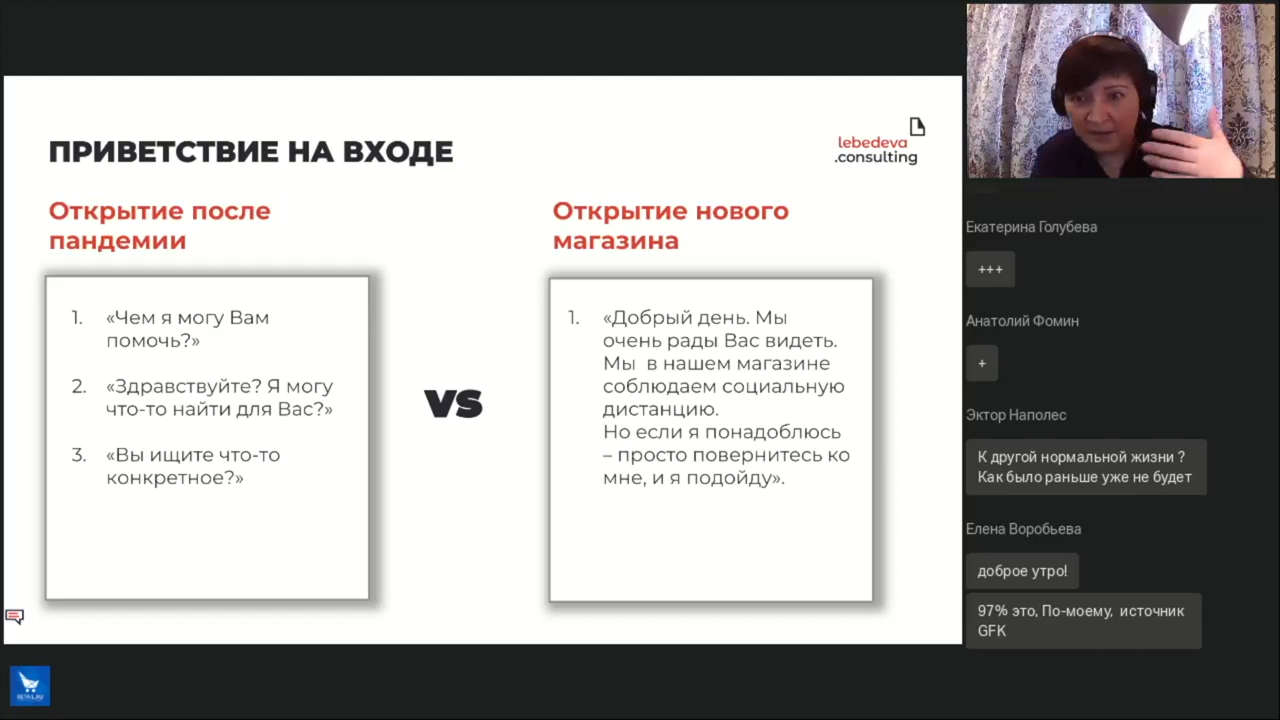 ПРИВЕТСТВИЕ НА ВХОДЕ
lebedeva
.consulting
Открытие после
пандемии
1. «Чем я могу Вам
помочь?»
2. «Здравствуйте? Я могу
что-то найти для Вас?»
3. «Вы ищите что-то
конкретное?»
VS
Открытие нового
магазина
1. «Добрый день. Мы
очень рады Вас видеть.
Мы в нашем магазине
соблюдаем социальную
дистанцию.
Но если я понадоблюсь
– просто повернитесь ко
мне, и я подойду».
Екатерина Голубева
+++
Анатолий Фомин
+
Эктор Наполес
К другой нормальной жизни ?
Как было раньше уже не будет
Елена Воробьева
доброе утро!
97% это, По-моему, источник
GFK
RETAIL.RU